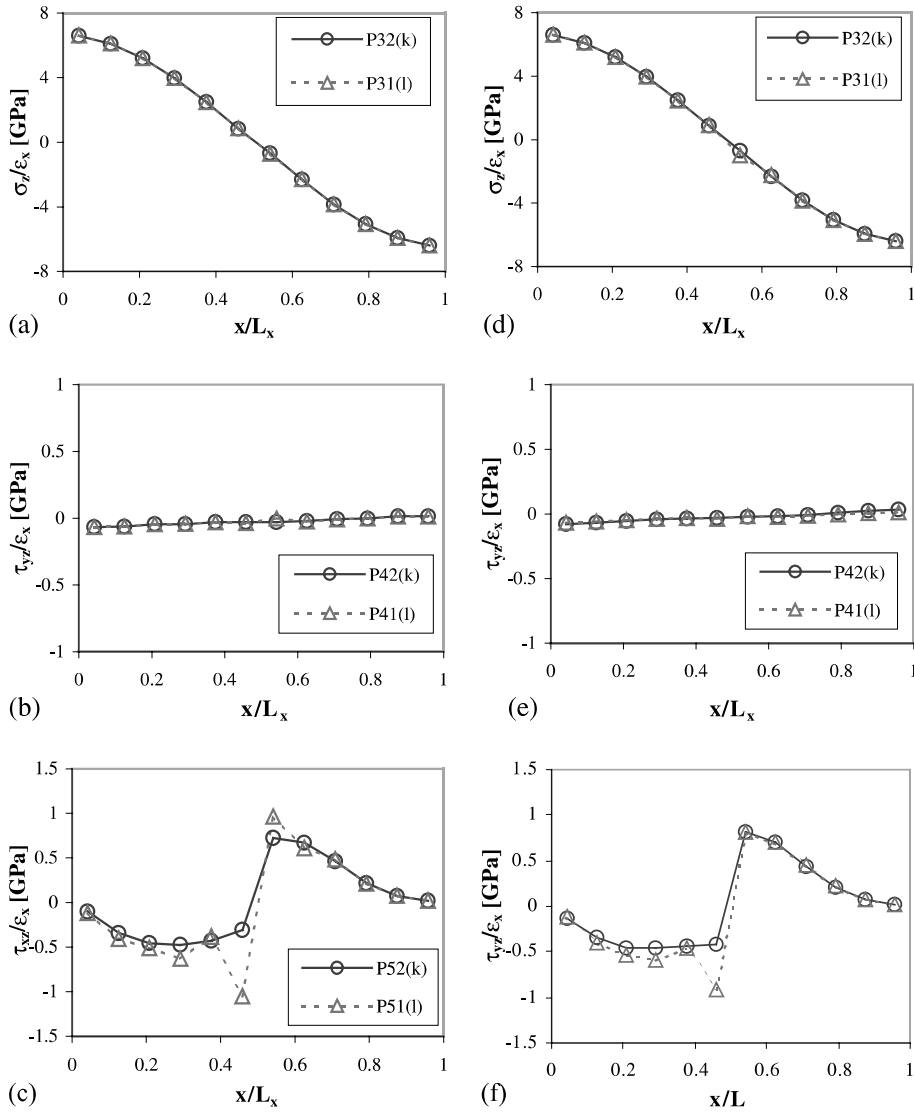 8
4
0
-4
-8
σz/εx [GPa]
P32(k)
P31(l)
0 0.2 0.4 0.6 0.8 1
x/Lx
(a)
8
4
0
-4
-8
σz/εx [GPa]
P32(k)
P31(l)
0 0.2 0.4 0.6 0.8 1
x/Lx
(d)
1
0.5
0
-0.5
-1
τyz/εx [GPa]
P42(k)
P41(l)
0 0.2 0.4 0.6 0.8 1
x/Lx
(b)
1
0.5
0
-0.5
-1
τyz/εx [GPa]
P42(k)
P41(l)
0 0.2 0.4 0.6 0.8 1
x/Lx
(e)
1.5
1
0.5
0
-0.5
-1
-1.5
τxz/εx [GPa]
P52(k)
P51(l)
0 0.2 0.4 0.6 0.8 1
x/Lx
(c)
1.5
1
0.5
0
-0.5
-1
-1.5
τyz/εx [GPa]
0 0.2 0.4 0.6 0.8 1
x/L
(f)